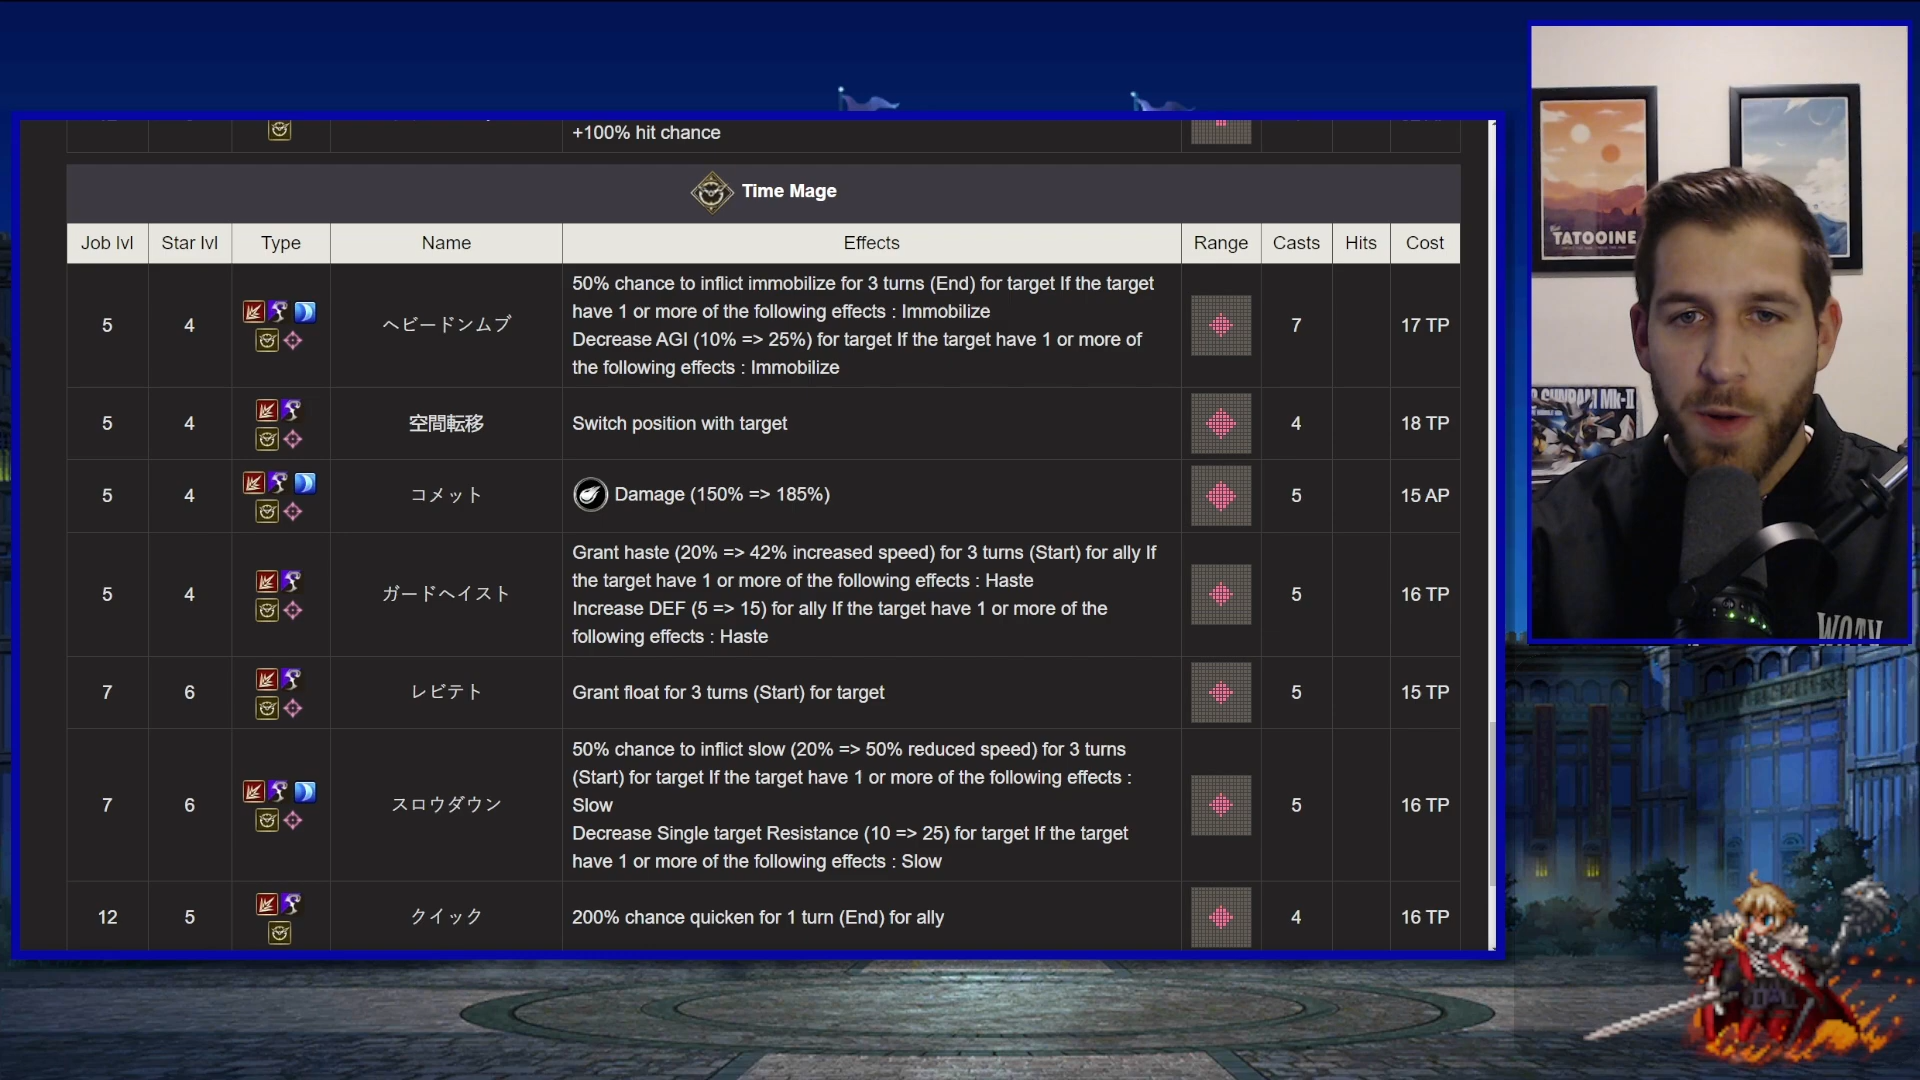 +100% hit chance
Time Mage
Job lvl Star lvl Type Name Effects Range Casts Hits Cost
5 4 ヘビードンムブ 50% chance to inflict immobilize for 3 turns (End) for target If the target
have 1 or more of the following effects : Immobilize
Decrease AGI (10% => 25%) for target If the target have 1 or more of
the following effects : Immobilize
7 17 TP
5 4 空間転移 Switch position with target 4 18 TP
5 4 コメット Damage (150% => 185%) 5 15 AP
5 4 ガードヘイスト Grant haste (20% => 42% increased speed) for 3 turns (Start) for ally If
the target have 1 or more of the following effects : Haste
Increase DEF (5 => 15) for ally If the target have 1 or more of the
following effects : Haste
5 16 TP
7 6 レビテト Grant float for 3 turns (Start) for target 5 15 TP
7 6 スロウダウン 50% chance to inflict slow (20% => 50% reduced speed) for 3 turns
(Start) for target If the target have 1 or more of the following effects :
Slow
Decrease Single target Resistance (10 => 25) for target If the target
have 1 or more of the following effects : Slow
5 16 TP
12 5 クイック 200% chance quicken for 1 turn (End) for ally 4 16 TP
TATOOINE
GUNDAM Mk-II
WOTV